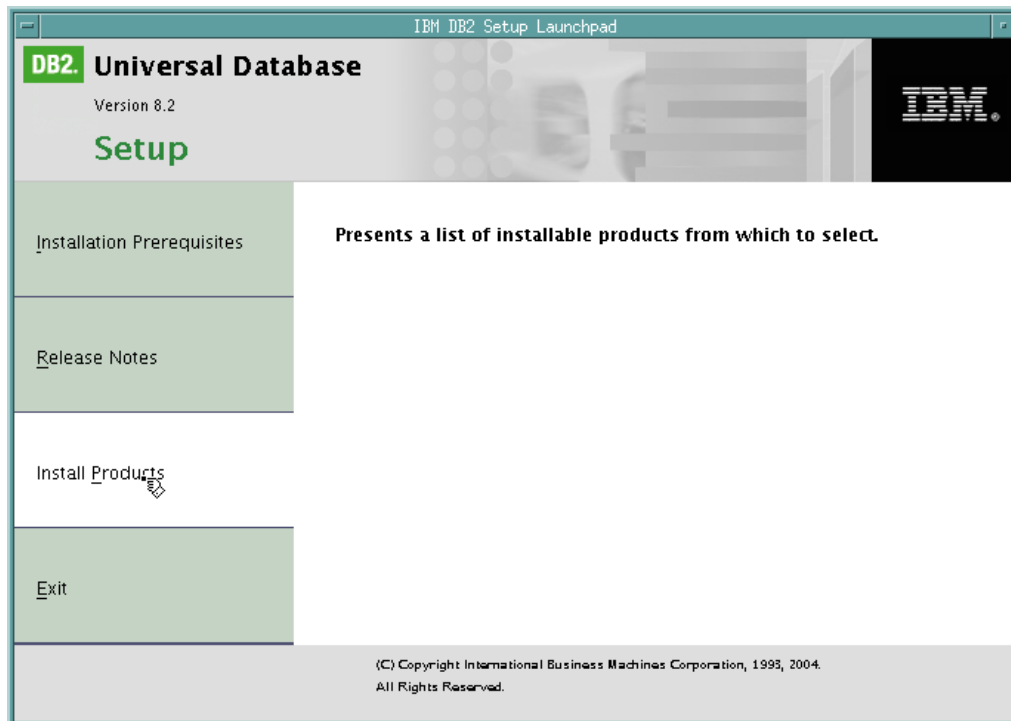 IBM DB2 Setup Launchpad
DB2. Universal Database
Version 8.2
Setup
IBM.
Installation Prerequisites
Presents a list of installable products from which to select.
Release Notes
Install Products
Exit
(C) Copyright International Business Machines Corporation, 1993, 2004.
All Rights Reserved.